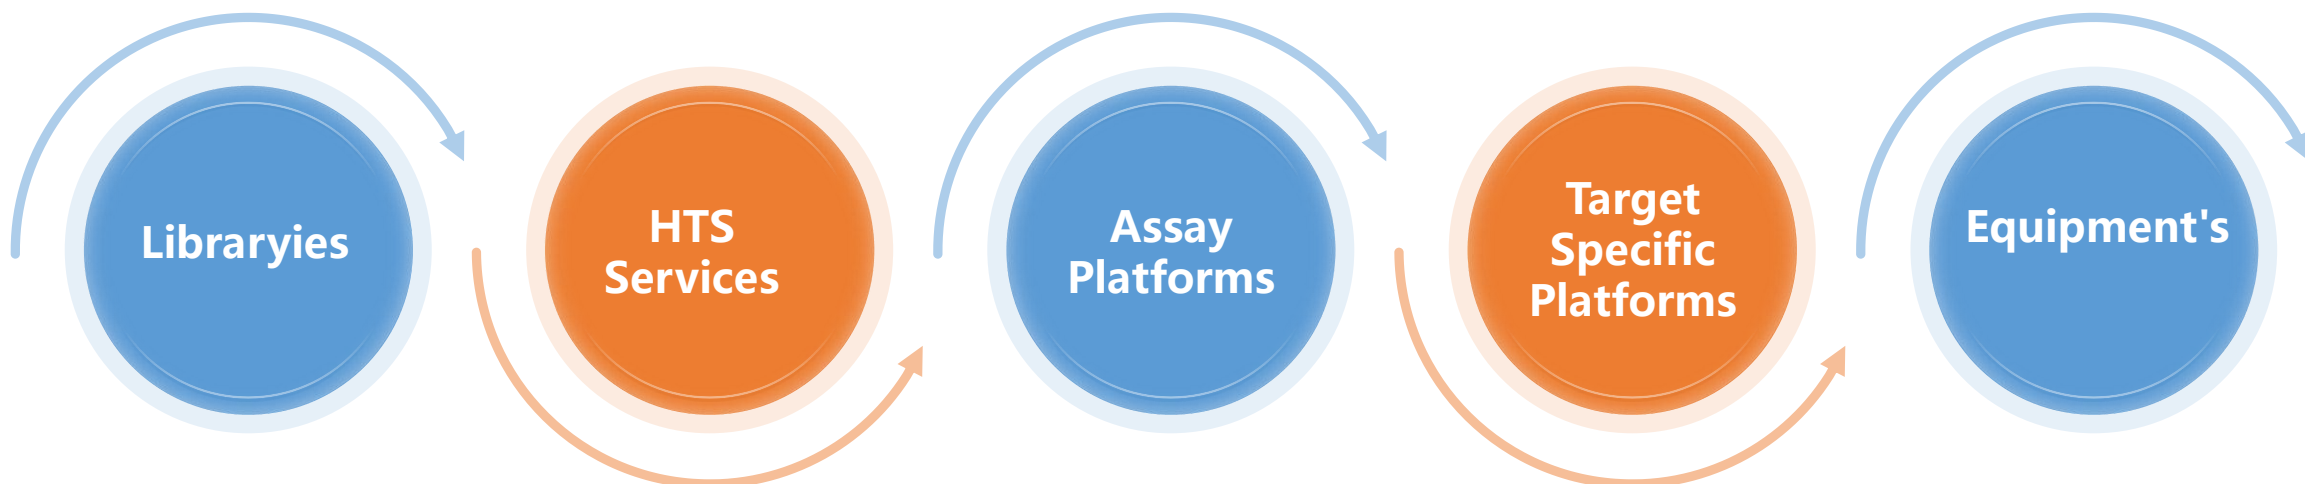 Libraryies
HTS
Services
Assay
Platforms
Target
Specific
Platforms
Equipment's